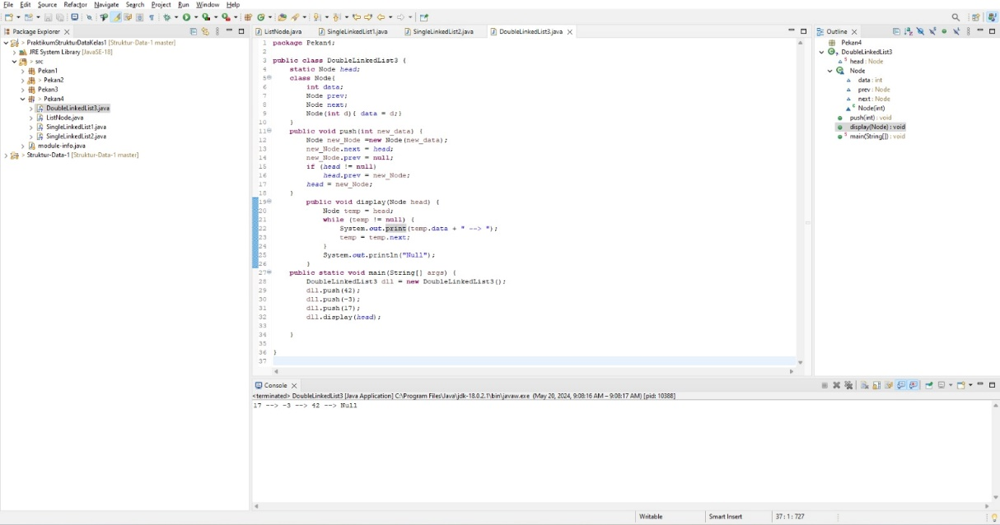 File Edit Source Refactor Navigate Search Project Run Window Help
Package Explorer
PraktikumStrukturDataKelas1 [Struktur-Data-1 master]
JRE System Library [JavaSE-18]
> src
Pekan1
> Pekan2
Pekan3
> Pekan4
DoubleLinkedList3.java
ListNode.java
SingleLinkedList1.java
SingleLinkedList2.java
module-info.java
> Struktur-Data-1 [Struktur-Data-1 master]
ListNode.java SingleLinkedList1.java SingleLinkedList2.java DoubleLinkedList3.java
1 package Pekan4;
2
3 public class DoubleLinkedList3 {
4 static Node head;
5 class Node{
6 int data;
7 Node prev;
8 Node next;
9 Node(int d){ data = d;}
10 }
11 public void push(int new_data) {
12 Node new_Node =new Node(new_data);
13 new_Node.next = head;
14 new_Node.prev = null;
15 if (head != null)
16 head.prev = new_Node;
17 head = new_Node;
18 }
19 public void display(Node head) {
20 Node temp = head;
21 while (temp != null) {
22 System.out.print(temp.data + " --> ");
23 temp = temp.next;
24 }
25 System.out.println("Null");
26 }
27 public static void main(String[] args) {
28 DoubleLinkedList3 dll = new DoubleLinkedList3();
29 dll.push(42);
30 dll.push(-3);
31 dll.push(17);
32 dll.display(head);
33
34 }
35
36 }
37
Outline
Pekan4
DoubleLinkedList3
head : Node
Node
data : int
prev : Node
next : Node
Node(int)
push(int) : void
display(Node) : void
main(String[]) : void
Console
<terminated> DoubleLinkedList3 [Java Application] C:\Program Files\Java\jdk-18.0.2.1\bin\javaw.exe (May 20, 2024, 9:08:16 AM – 9:08:17 AM) [pid: 10388]
17 --> -3 --> 42 --> Null
Writable Smart Insert 37 : 1 : 727